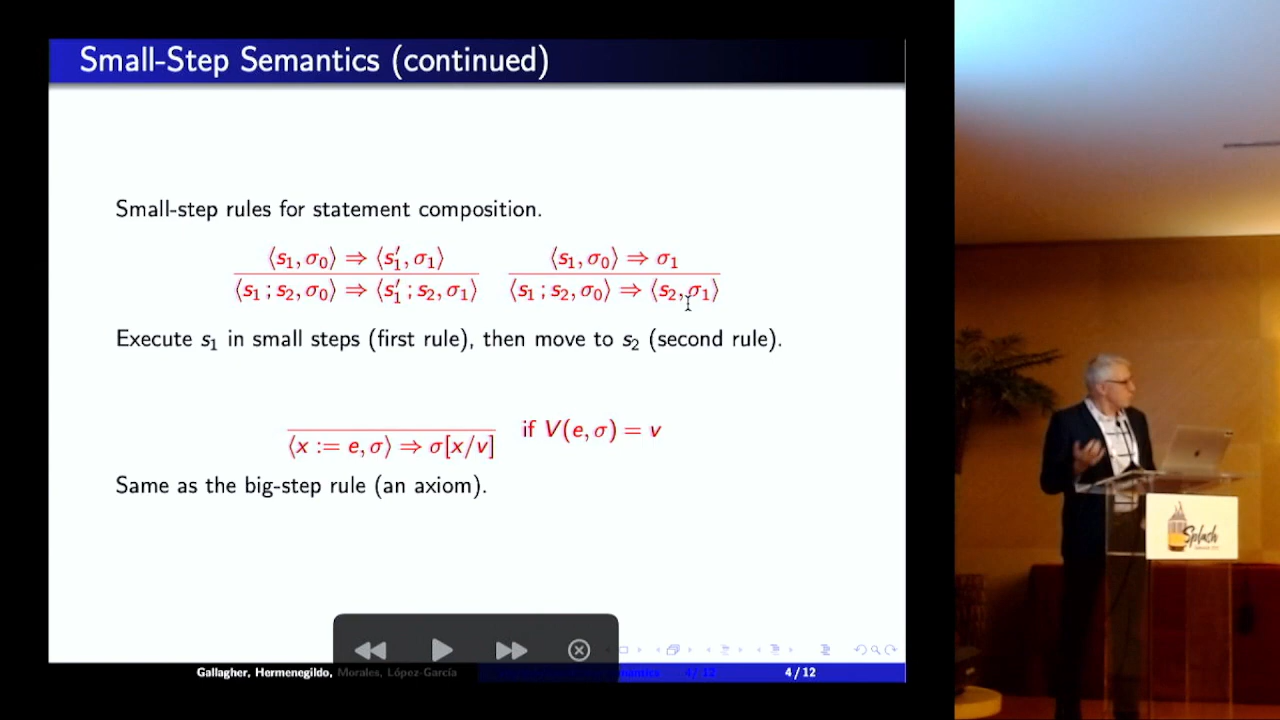 Small-Step Semantics (continued)
Small-step rules for statement composition.
⟨s₁, σ₀⟩ ⇒ ⟨s₁′, σ₁⟩ ⟨s₁, σ₀⟩ ⇒ σ₁
⟨s₁ ; s₂, σ₀⟩ ⇒ ⟨s₁′ ; s₂, σ₁⟩ ⟨s₁ ; s₂, σ₀⟩ ⇒ ⟨s₂, σ₁⟩
Execute s₁ in small steps (first rule), then move to s₂ (second rule).
⟨x := e, σ⟩ ⇒ σ[x/v] if V(e, σ) = v
Same as the big-step rule (an axiom).
Gallagher, Hermenegildo, Morales, López-García 4 / 12 4 / 12
Splash